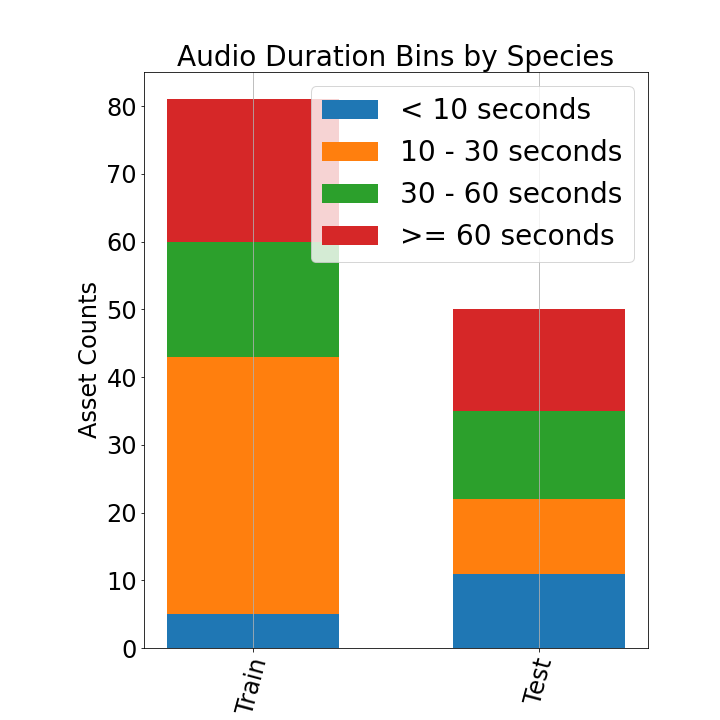 Audio Duration Bins by Species
< 10 seconds
10 - 30 seconds
30 - 60 seconds
>= 60 seconds
Asset Counts
80
70
60
50
40
30
20
10
0
Train
Test